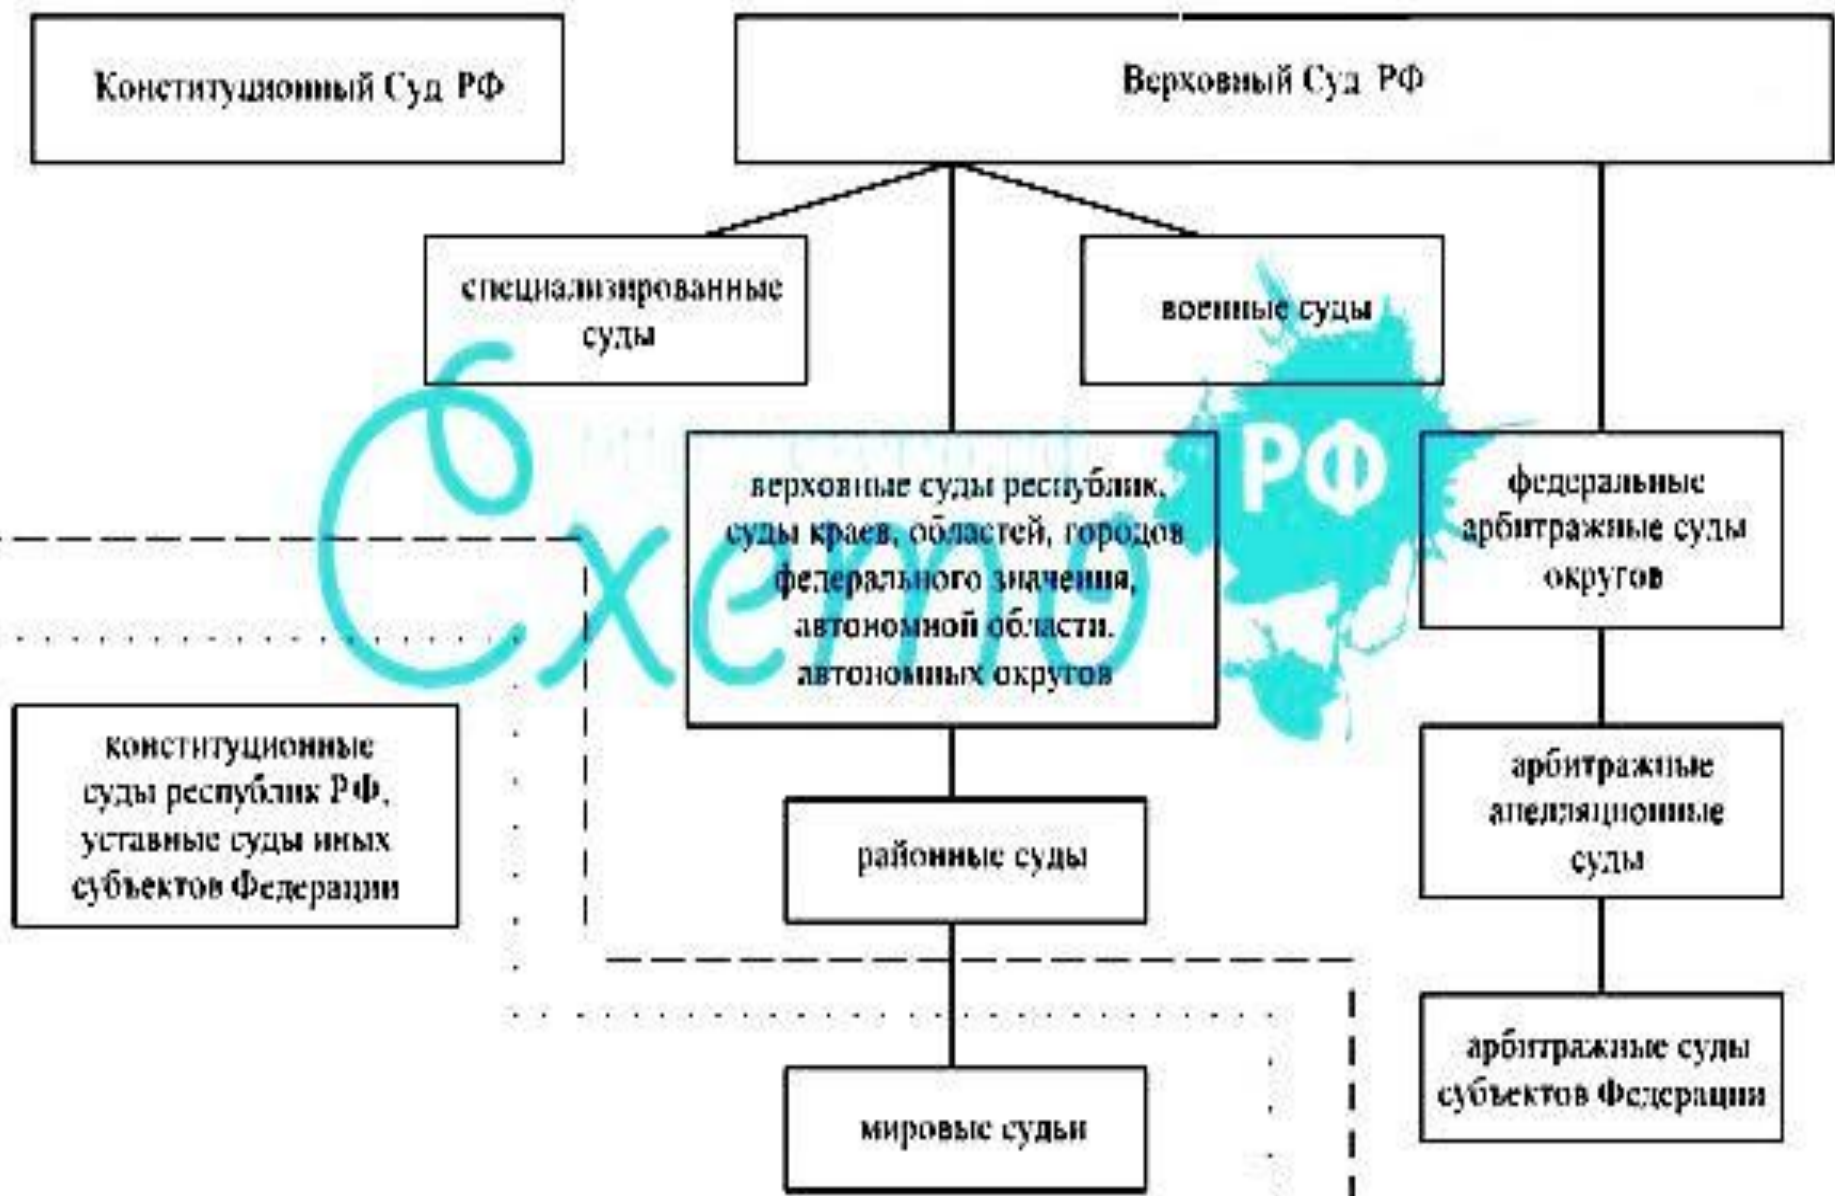 Конституционный Суд РФ
Верховный Суд РФ
специализированные
суды
военные суды
верховные суды республик,
суды краев, областей, городов
федерального значения,
автономной области,
автономных округов
федеральные
арбитражные суды
округов
конституционные
суды республик РФ,
уставные суды иных
субъектов Федерации
районные суды
арбитражные
апелляционные
суды
мировые судьи
арбитражные суды
субъектов Федерации
Схемо
РФ